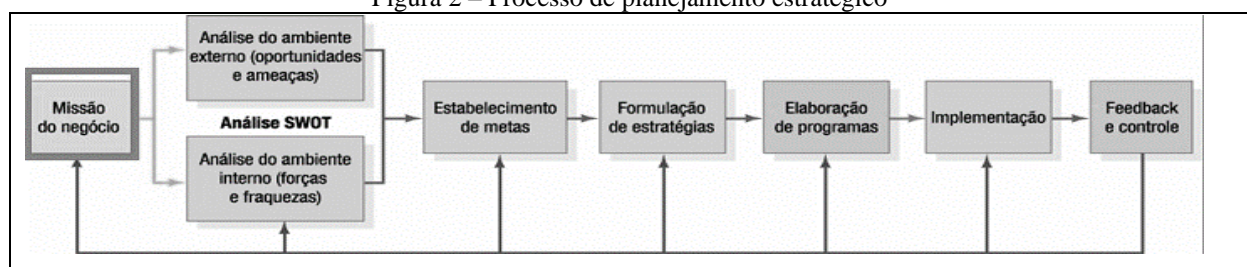 Figura 2 – Processo de planejamento estratégico
Missão
do negócio
Análise do ambiente
externo (oportunidades
e ameaças)
Análise SWOT
Análise do ambiente
interno (forças
e fraquezas)
Estabelecimento
de metas
Formulação
de estratégias
Elaboração
de programas
Implementação
Feedback
e controle